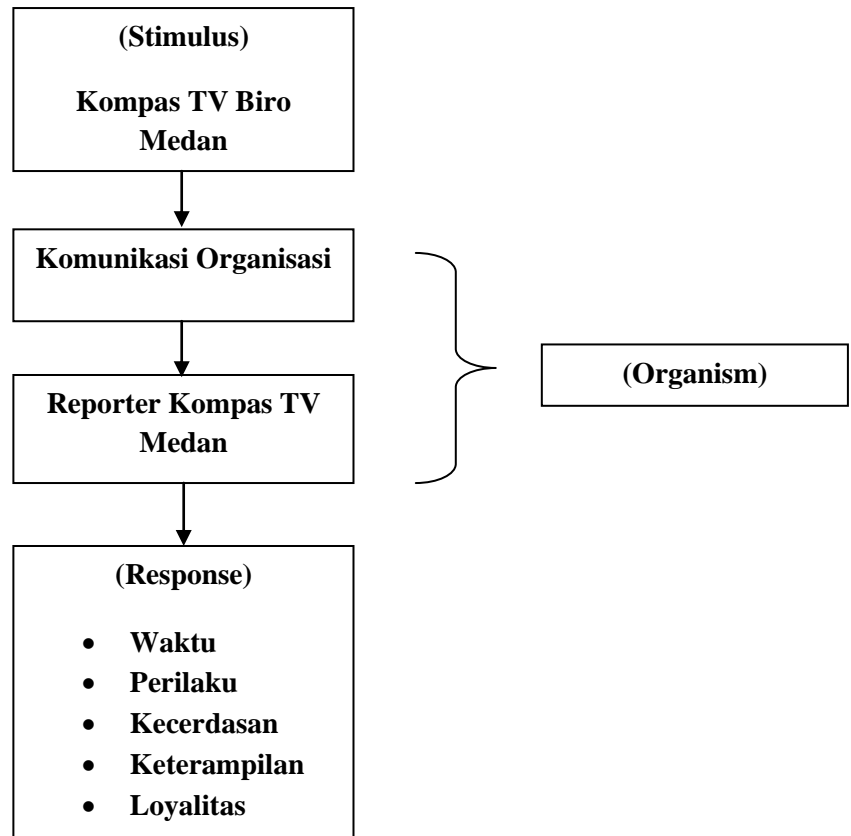 (Stimulus)
Kompas TV Biro
Medan
Komunikasi Organisasi
Reporter Kompas TV
Medan
(Organism)
(Response)
• Waktu
• Perilaku
• Kecerdasan
• Keterampilan
• Loyalitas